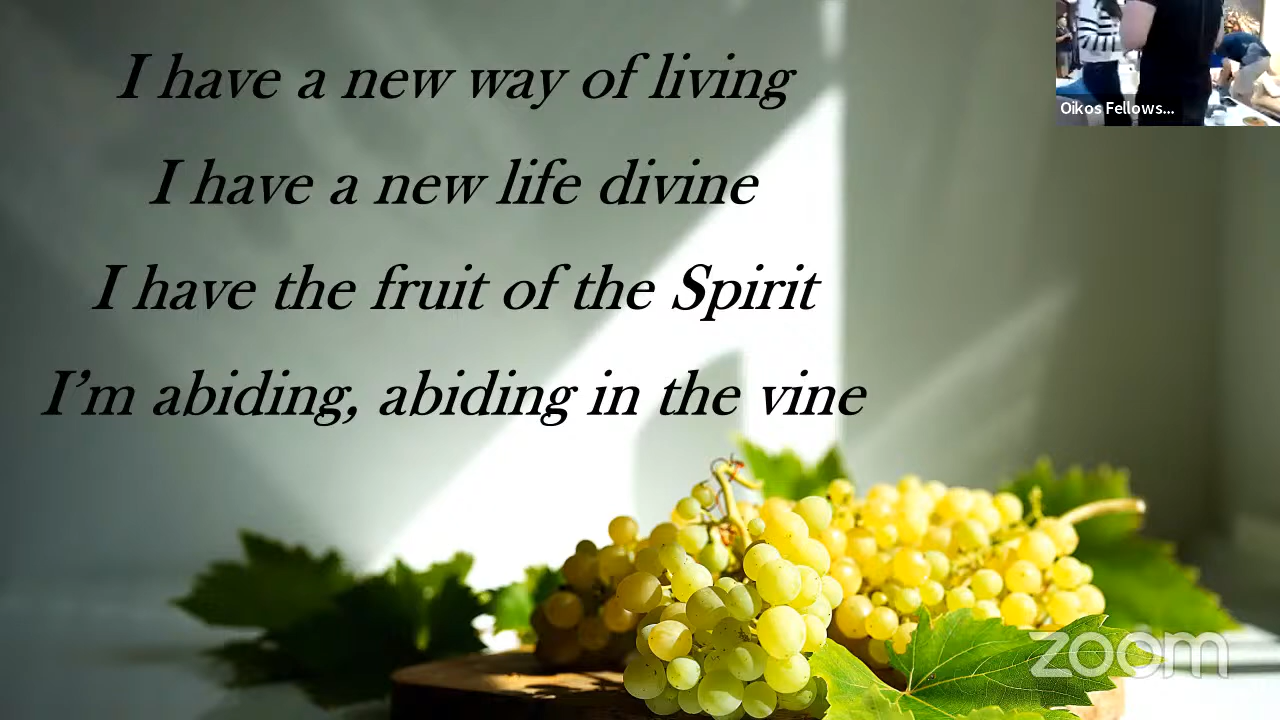 I have a new way of living
I have a new life divine
I have the fruit of the Spirit
I'm abiding, abiding in the vine
Oikos Fellows...
zoom